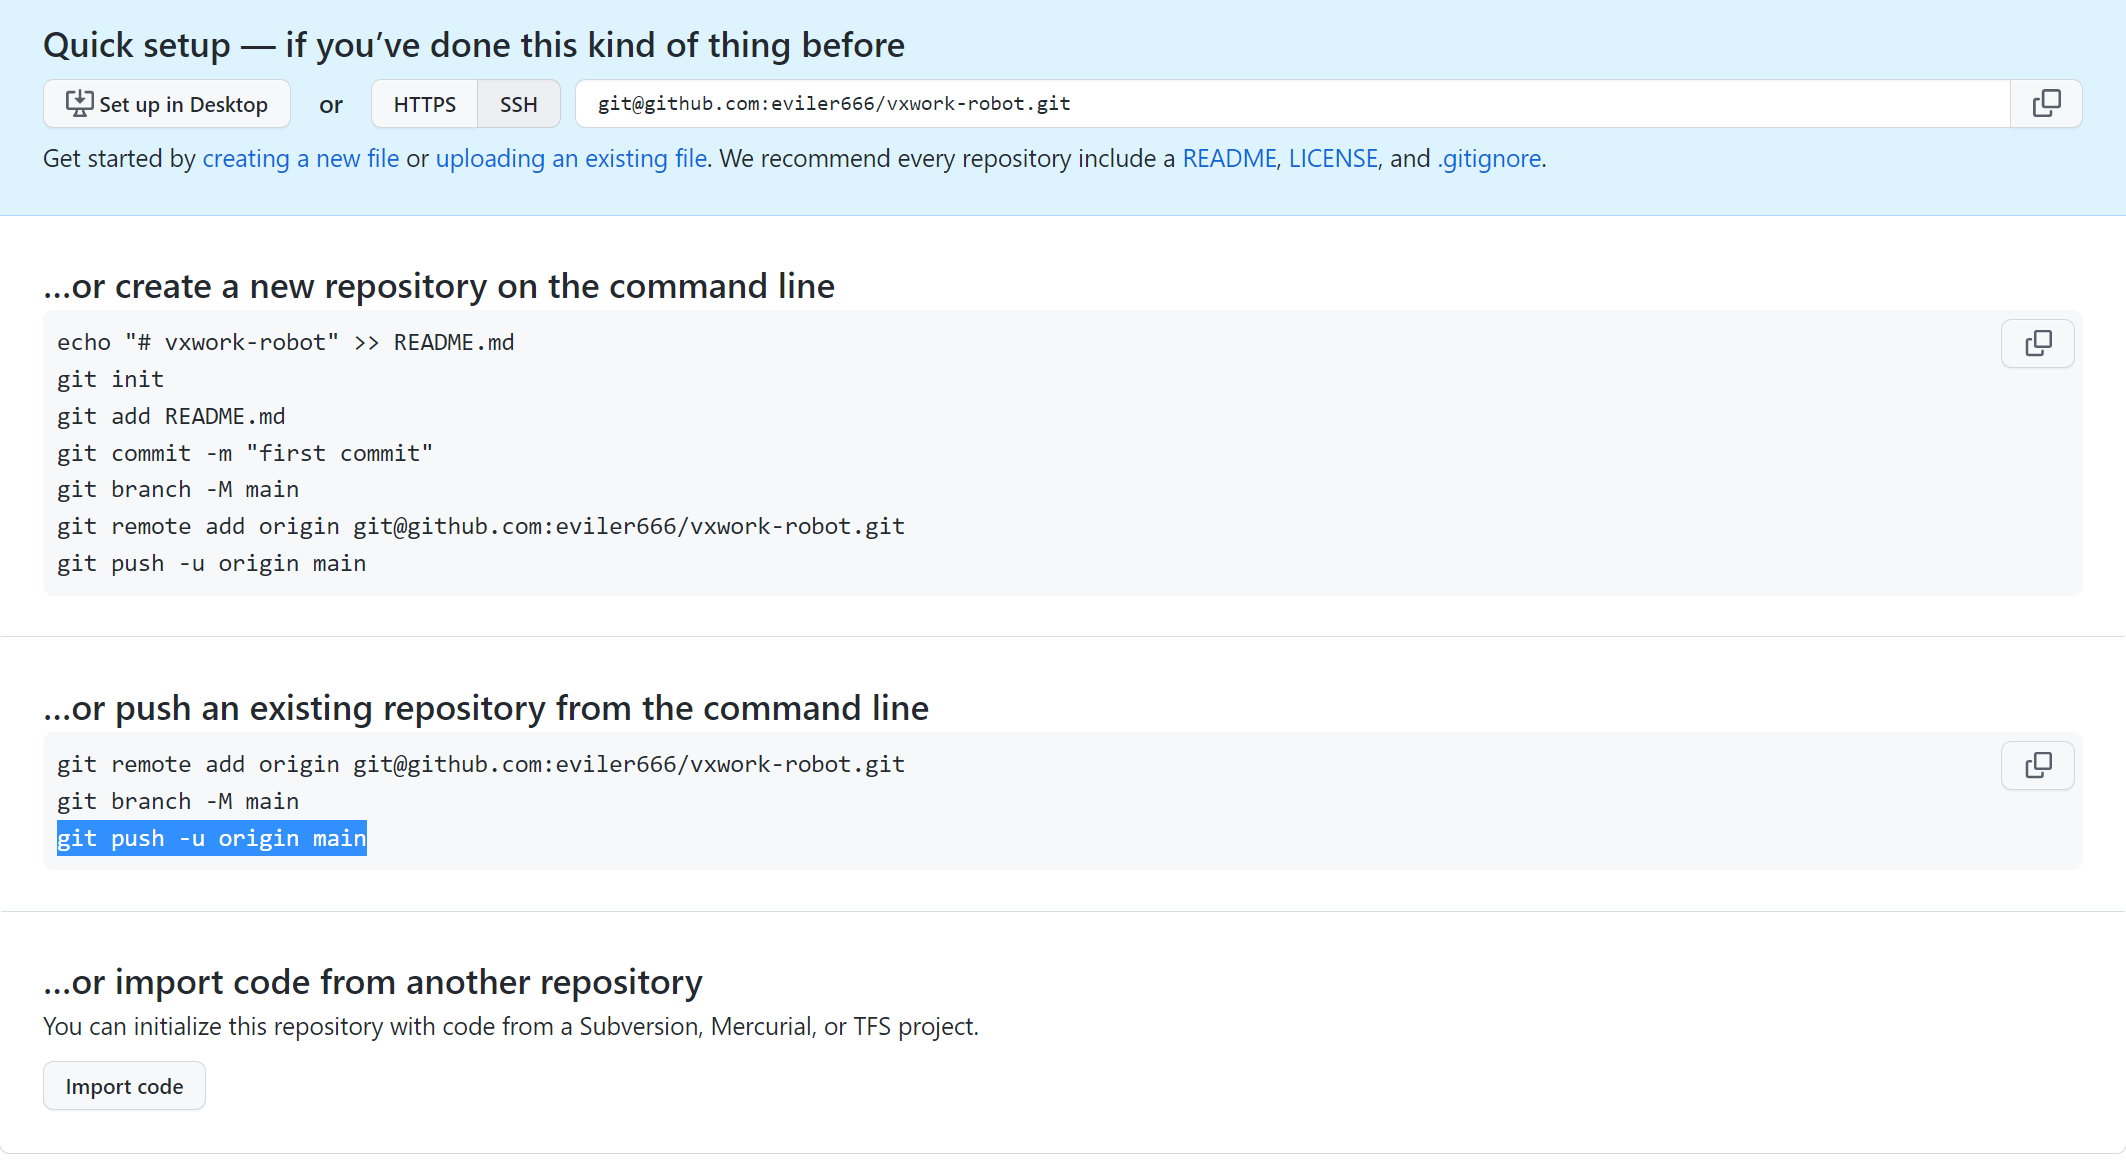 Quick setup — if you’ve done this kind of thing before
Set up in Desktop or HTTPS SSH git@github.com:eviler666/vxwork-robot.git
Get started by creating a new file or uploading an existing file. We recommend every repository include a README, LICENSE, and .gitignore.
…or create a new repository on the command line
echo "# vxwork-robot" >> README.md
git init
git add README.md
git commit -m "first commit"
git branch -M main
git remote add origin git@github.com:eviler666/vxwork-robot.git
git push -u origin main
…or push an existing repository from the command line
git remote add origin git@github.com:eviler666/vxwork-robot.git
git branch -M main
git push -u origin main
…or import code from another repository
You can initialize this repository with code from a Subversion, Mercurial, or TFS project.
Import code